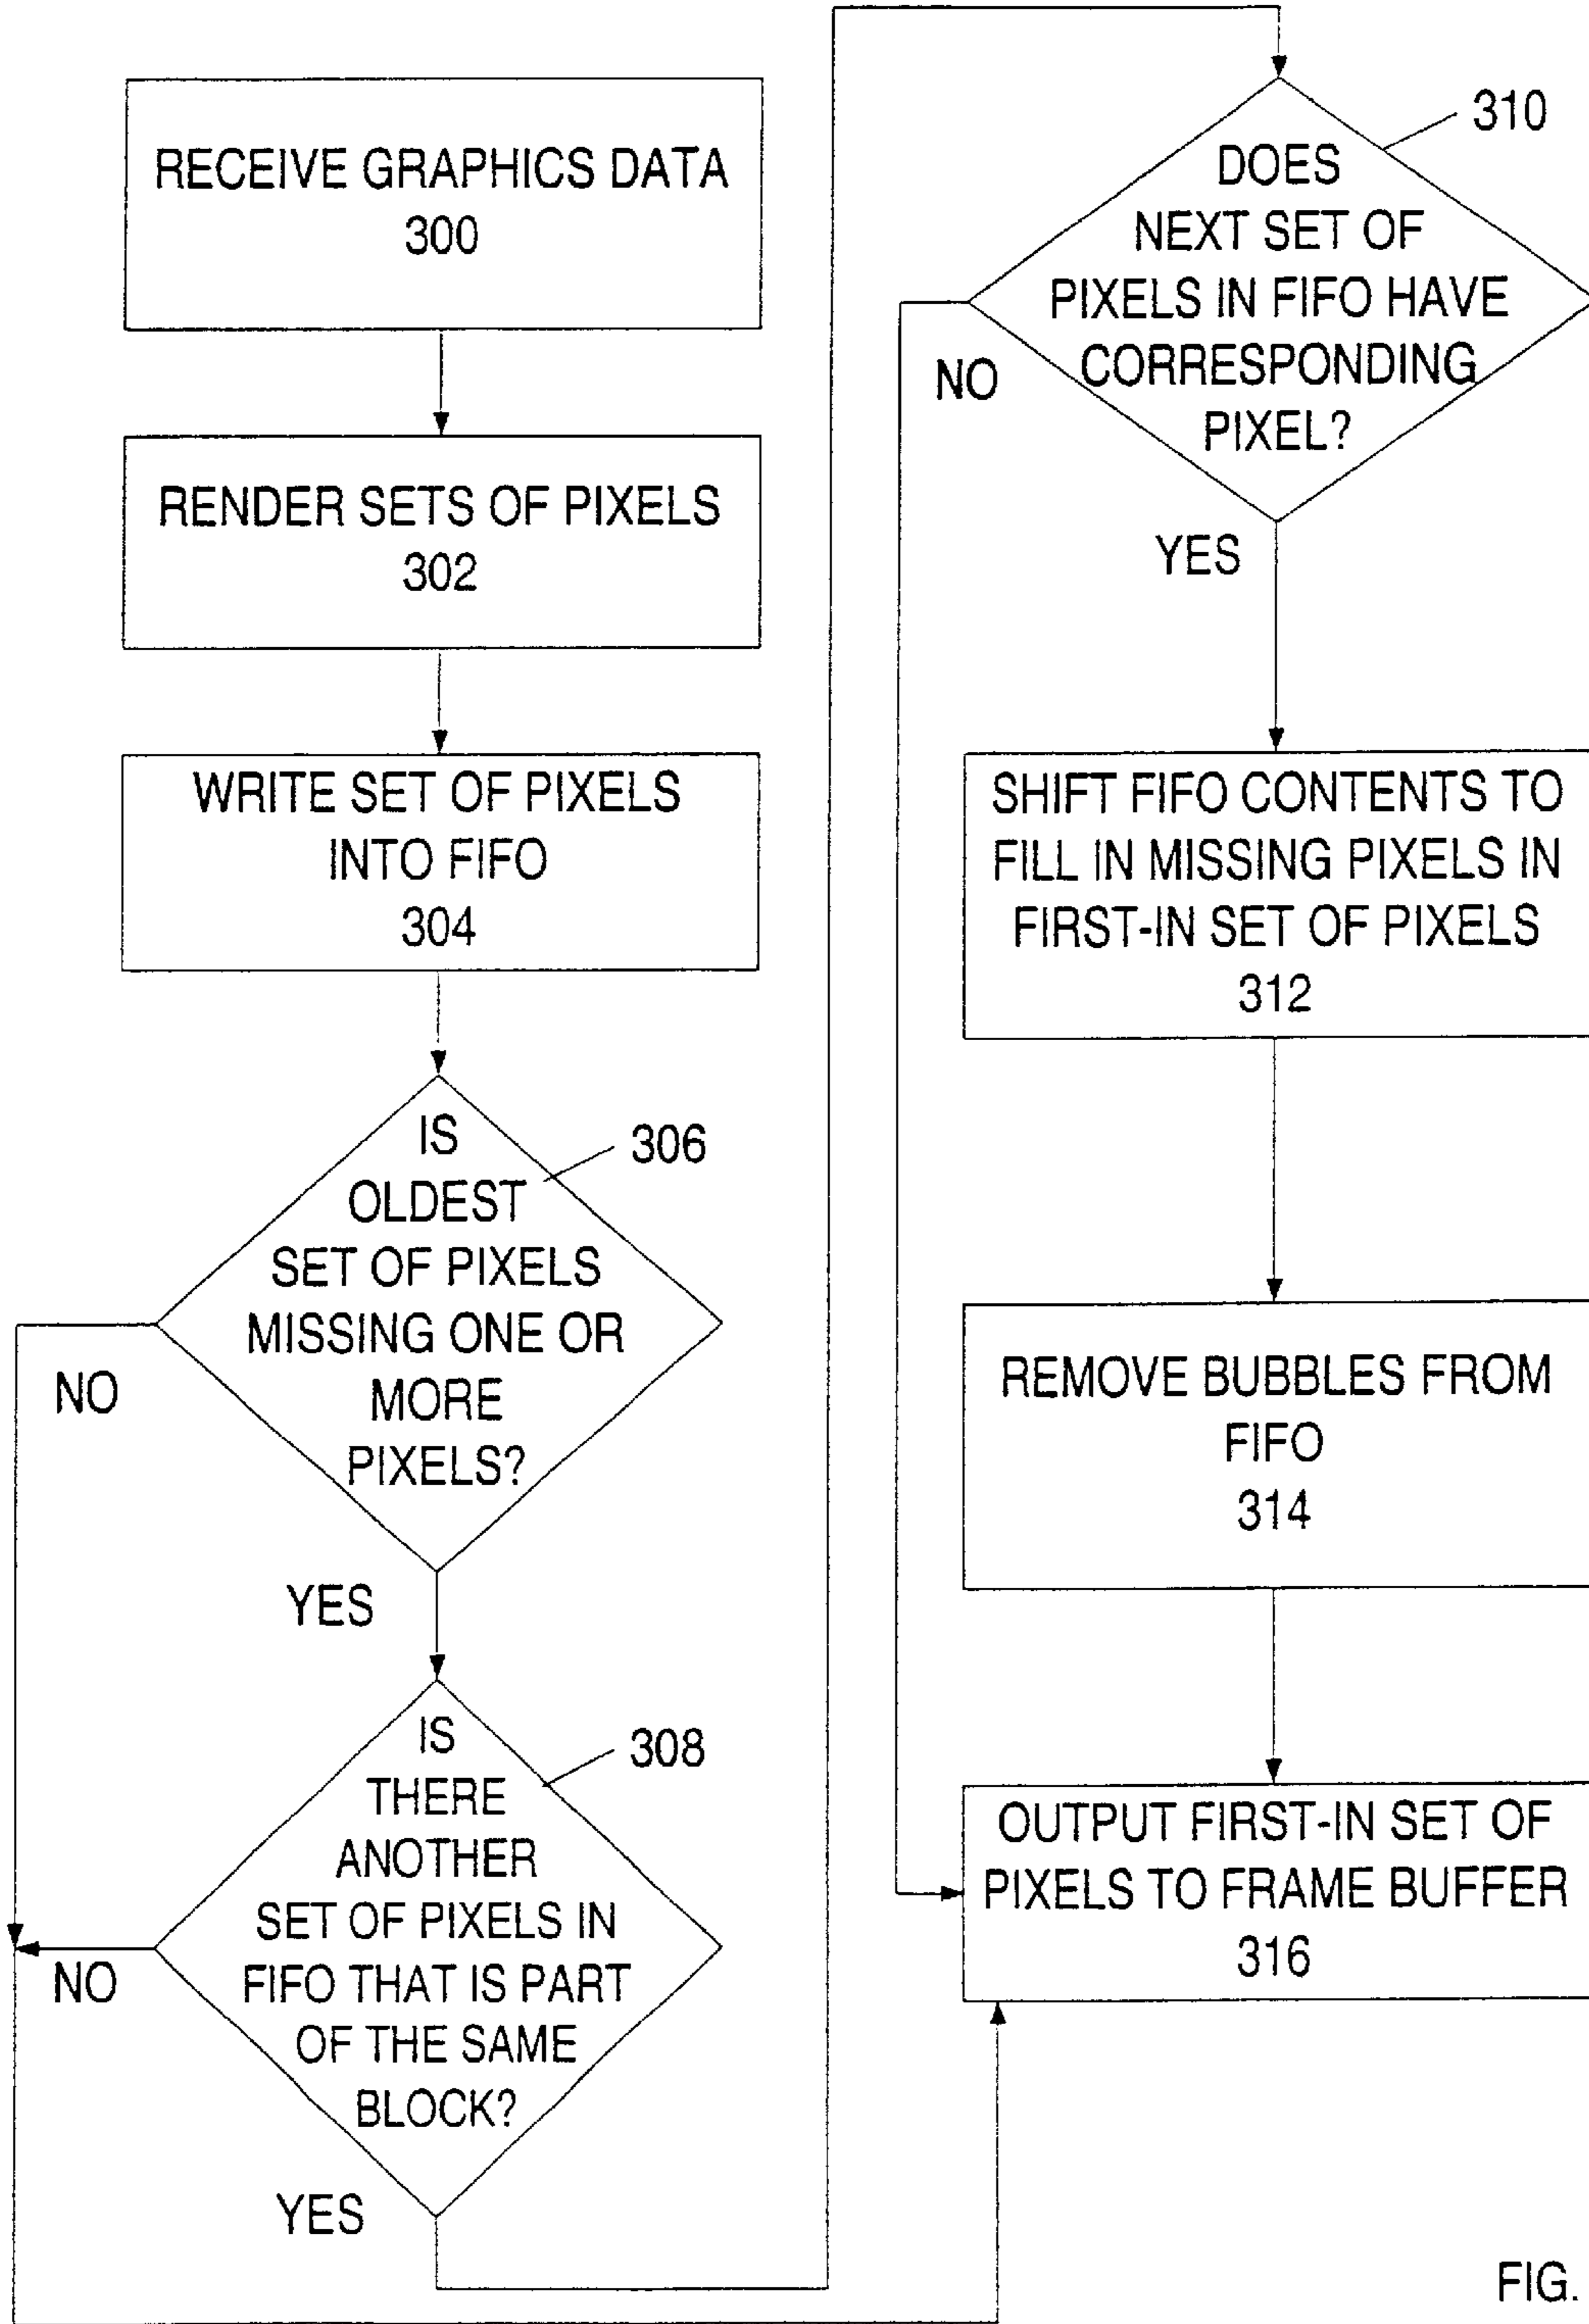 RECEIVE GRAPHICS DATA
300
RENDER SETS OF PIXELS
302
WRITE SET OF PIXELS
INTO FIFO
304
IS
OLDEST
SET OF PIXELS
MISSING ONE OR
MORE
PIXELS?
306
NO
YES
IS
THERE
ANOTHER
SET OF PIXELS IN
FIFO THAT IS PART
OF THE SAME
BLOCK?
308
NO
YES
DOES
NEXT SET OF
PIXELS IN FIFO HAVE
CORRESPONDING
PIXEL?
310
NO
YES
SHIFT FIFO CONTENTS TO
FILL IN MISSING PIXELS IN
FIRST-IN SET OF PIXELS
312
REMOVE BUBBLES FROM
FIFO
314
OUTPUT FIRST-IN SET OF
PIXELS TO FRAME BUFFER
316
FIG.